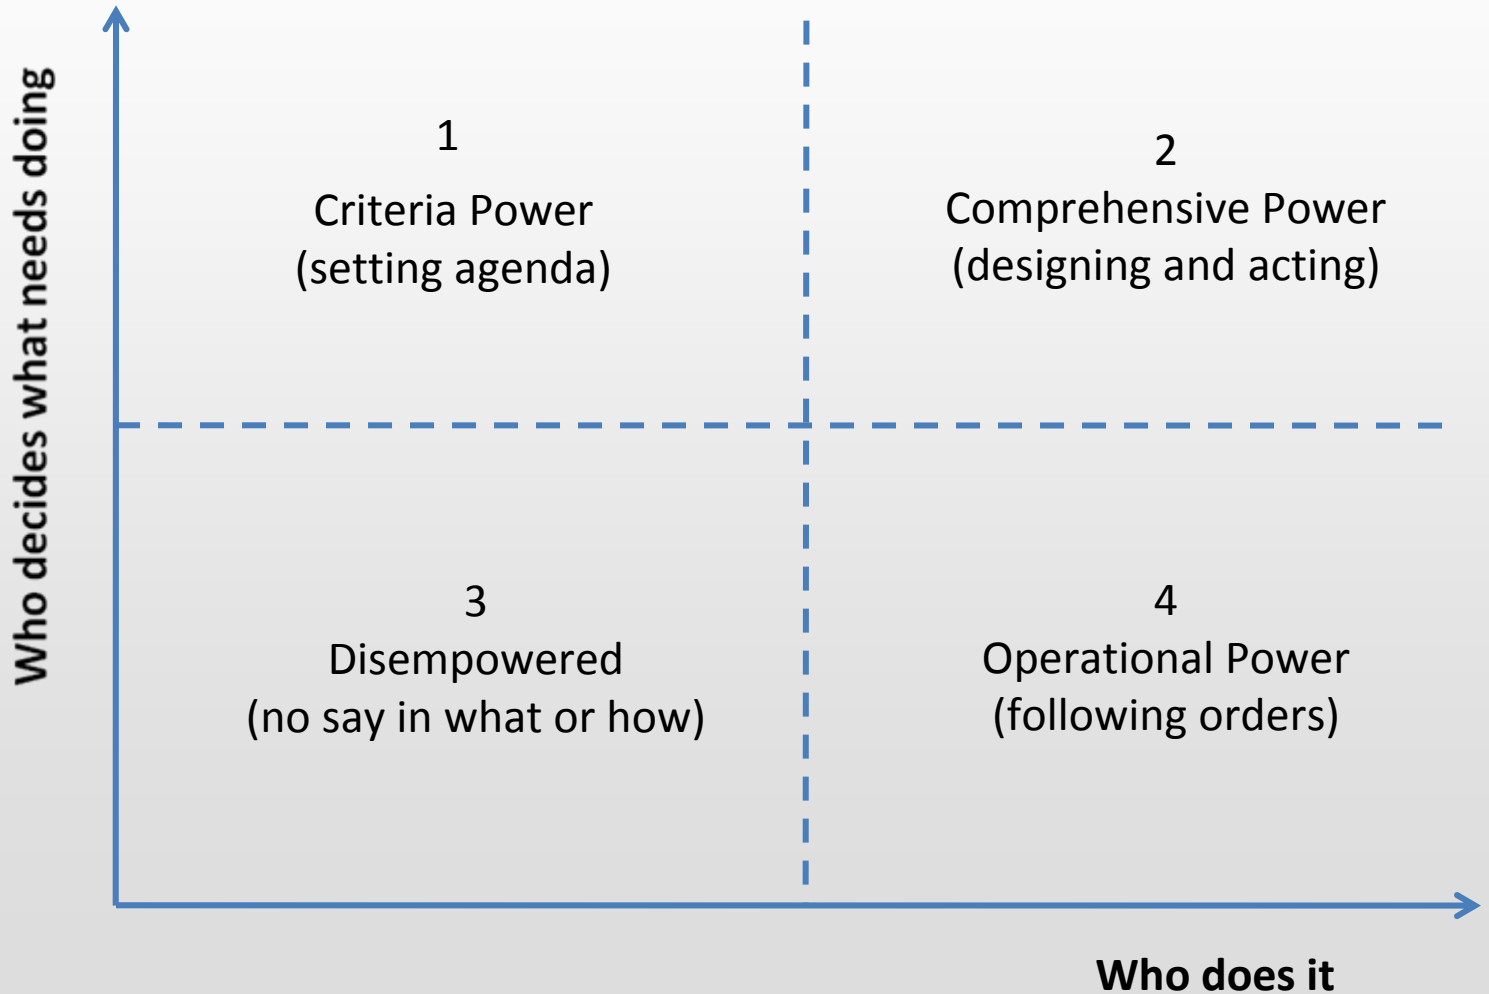 Who decides what needs doing
1
Criteria Power
(setting agenda)
2
Comprehensive Power
(designing and acting)
3
Disempowered
(no say in what or how)
4
Operational Power
(following orders)
Who does it